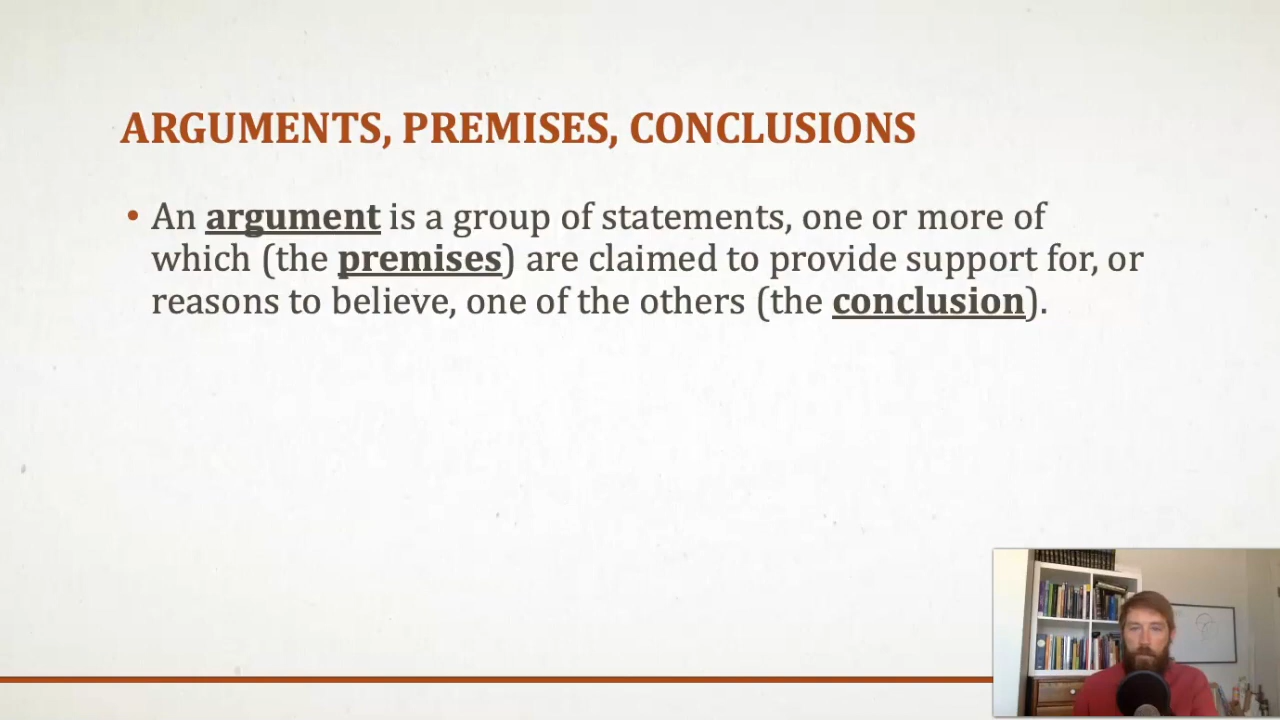 ARGUMENTS, PREMISES, CONCLUSIONS
• An argument is a group of statements, one or more of
which (the premises) are claimed to provide support for, or
reasons to believe, one of the others (the conclusion).